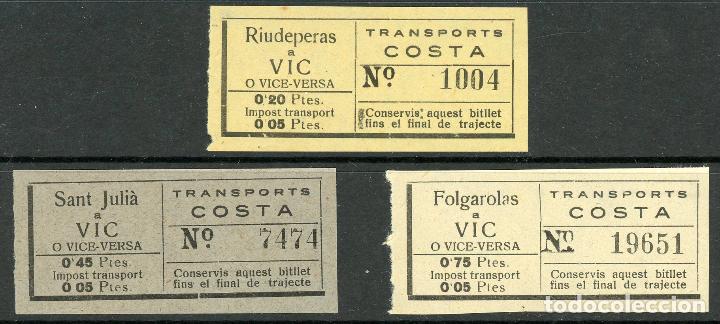 Riudeperas
a
VIC
O VICE-VERSA
0'20 Ptes.
Impost transport
0 05 Ptes.
TRANSPORTS
COSTA
Nº 1004
Conservis, aquest bitllet
fins el final de trajecte
Sant Julià
a
VIC
O VICE-VERSA
0'45 Ptes.
Impost transport
0 05 Ptes.
TRANSPORTS
COSTA
Nº 7474
Conservis aquest bitllet
fins el final de trajecte
Folgarolas
a
VIC
O VICE-VERSA
0'75 Ptes.
Impost transport
0'05 Ptes.
TRANSPORTS
COSTA
Nº 19651
Conservis aquest bitllet
fins el final de trajecte
todocoleccion.net